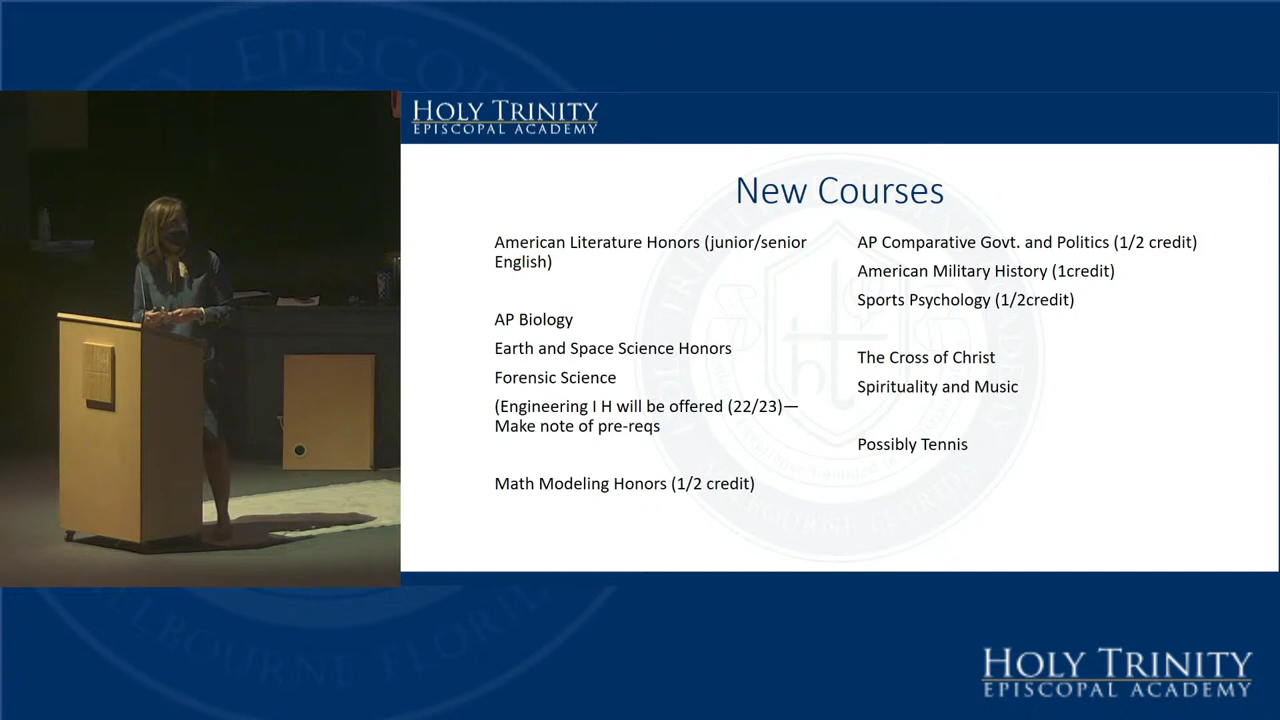 EPISCOPAL
HOLY TRINITY
EPISCOPAL ACADEMY
New Courses
American Literature Honors (junior/senior
English)
AP Biology
Earth and Space Science Honors
Forensic Science
(Engineering I H will be offered (22/23)—
Make note of pre-reqs
Math Modeling Honors (1/2 credit)
AP Comparative Govt. and Politics (1/2 credit)
American Military History (1credit)
Sports Psychology (1/2credit)
The Cross of Christ
Spirituality and Music
Possibly Tennis
MELBOURNE FLORIDA
HOLY TRINITY
EPISCOPAL ACADEMY